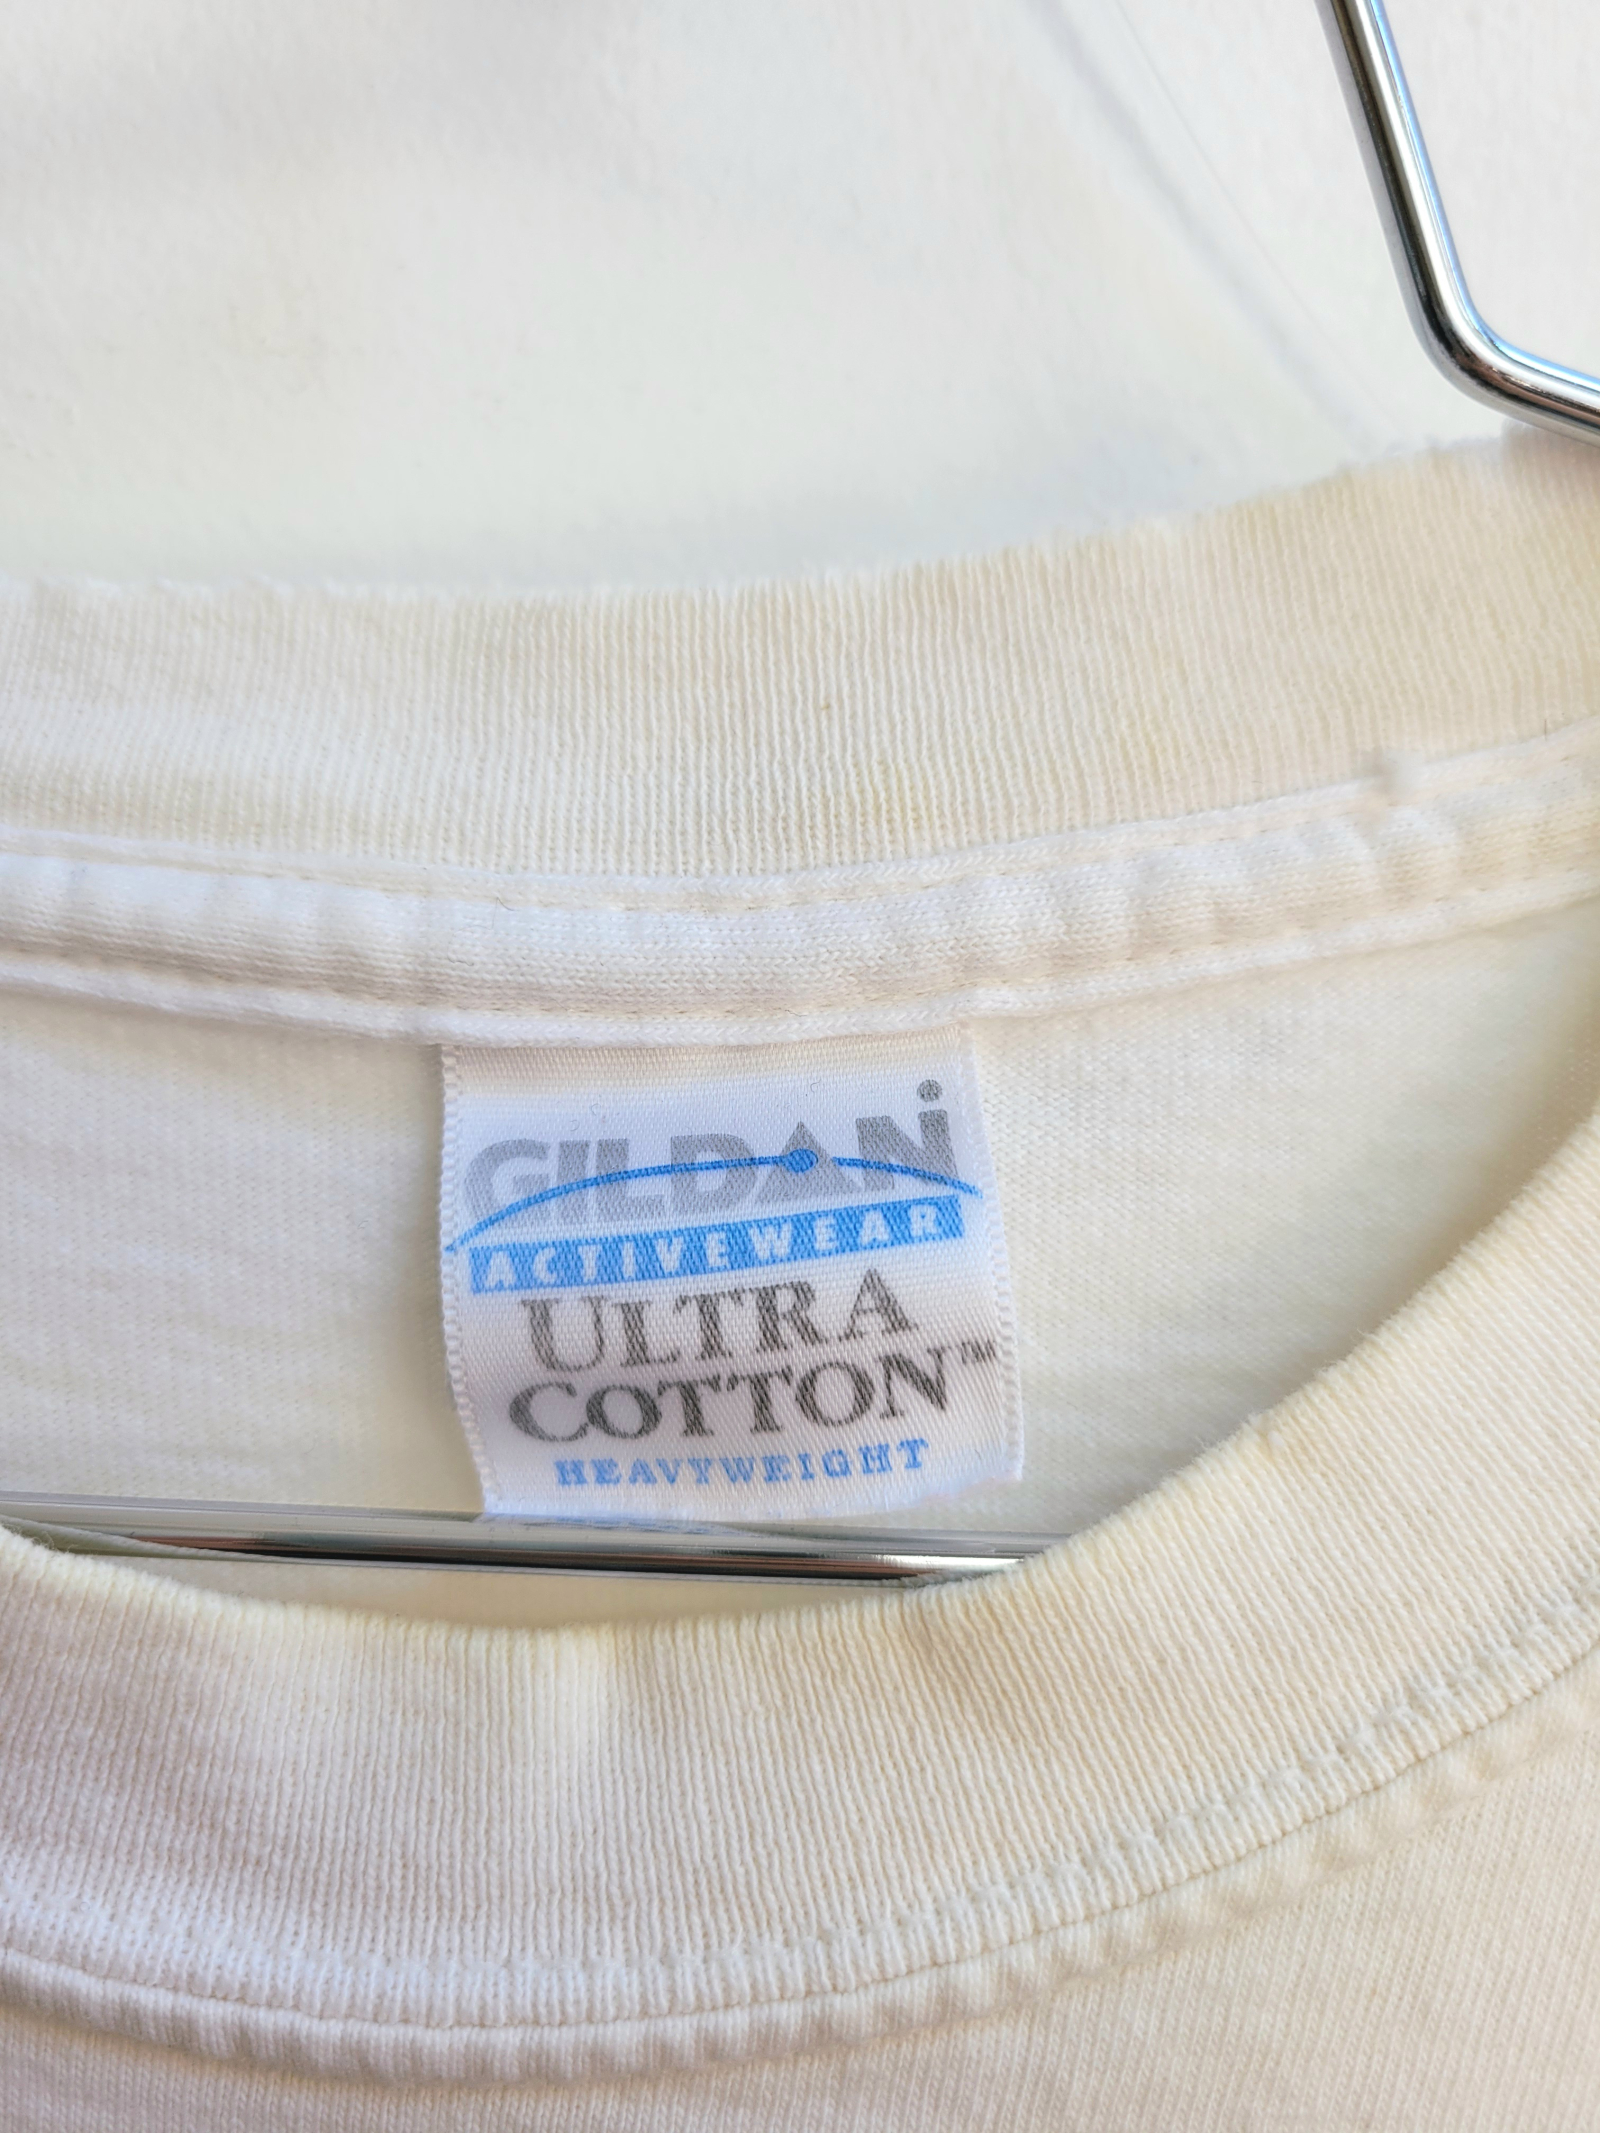 GILDAN
ACTIVEWEAR
ULTRA
COTTON™
HEAVYWEIGHT